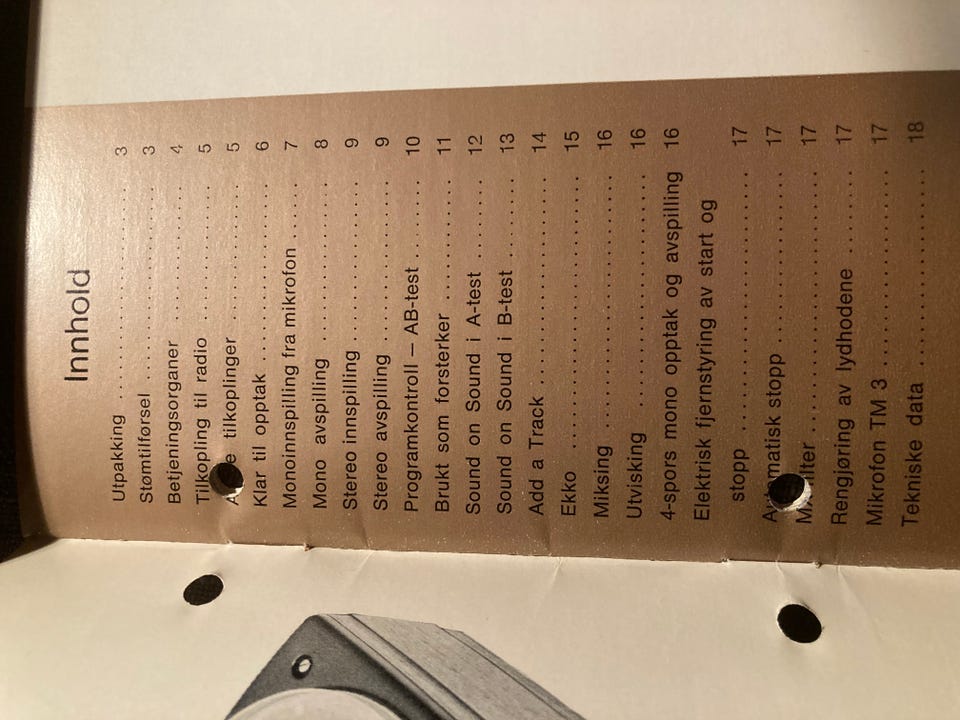 Innhold
Utpakking .......................... 3
Stømtilførsel ........................ 3
Betjeningsorganer ................. 4
Tilkopling til radio .................. 5
tilkoplinger .................. 5
Klar til opptak ...................... 6
Monoinnspilling fra mikrofon ....... 7
Mono avspilling .................... 8
Stereo innspilling .................... 9
Stereo avspilling .................... 9
Programkontroll — AB-test ......... 10
Brukt som forsterker ............... 11
Sound on Sound i A-test .......... 12
Sound on Sound i B-test .......... 13
Add a Track ........................ 14
Ekko ................................ 15
Miksing ............................. 16
Utvisking ........................... 16
4-spors mono opptak og avspilling 16
Elektrisk fjernstyring av start og
stopp .............................. 17
stopp .................... 17
............................ 17
Rengjøring av lydhodene .......... 17
Mikrofon TM 3 ..................... 17
Tekniske data ...................... 18